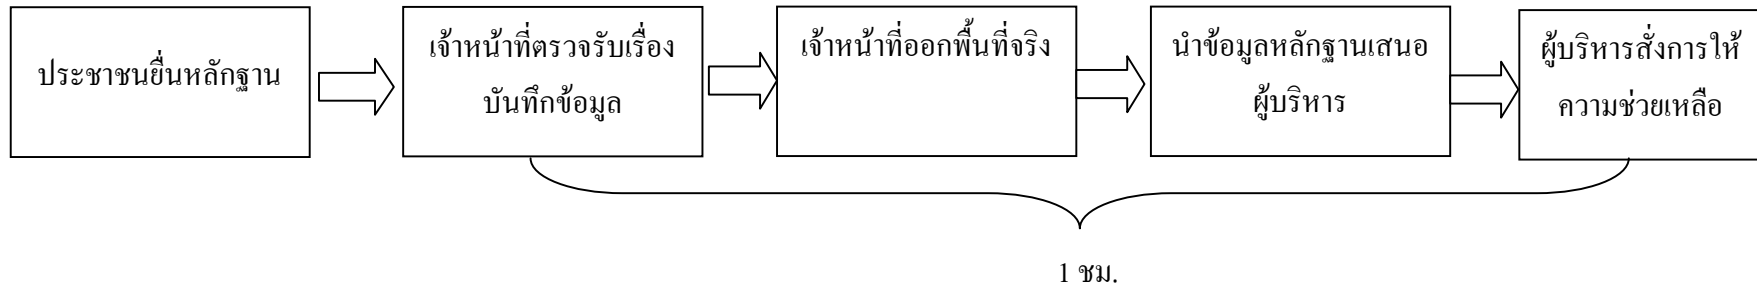 ประชาชนยื่นหลักฐาน
เจ้าหน้าที่ตรวจรับเรื่อง
บันทึกข้อมูล
เจ้าหน้าที่ออกพื้นที่จริง
นำข้อมูลหลักฐานเสนอ
ผู้บริหาร
ผู้บริหารสั่งการให้
ความช่วยเหลือ
1 ชม.